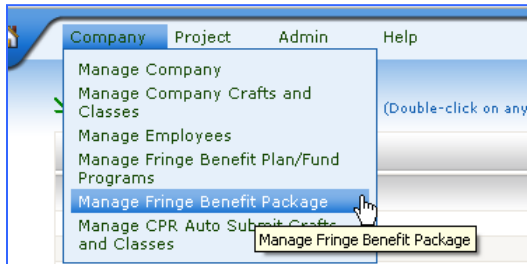 Company Project Admin Help
Manage Company
Manage Company Crafts and
Classes
(Double-click on any
Manage Employees
Manage Fringe Benefit Plan/Fund
Programs
Manage Fringe Benefit Package
Manage CPR Auto Submit Crafts
and Classes
Manage Fringe Benefit Package